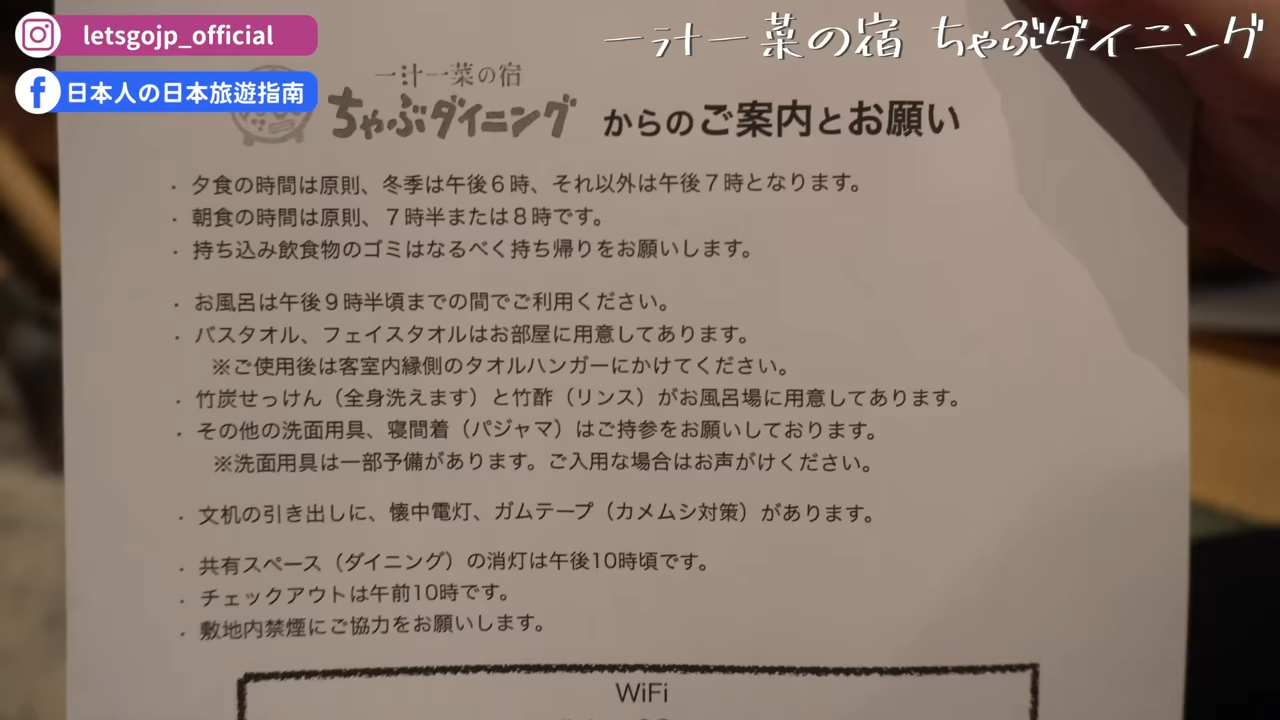 letsgojp_official
日本人の日本旅遊指南
一汁一菜の宿 ちゃぶダイニング
一汁一菜の宿
ちゃぶダイニング からのご案内とお願い
・ 夕食の時間は原則、冬季は午後6時、それ以外は午後7時となります。
・ 朝食の時間は原則、7時半または8時です。
・ 持ち込み飲食物のゴミはなるべく持ち帰りをお願いします。
・ お風呂は午後9時半頃までの間でご利用ください。
・ バスタオル、フェイスタオルはお部屋に用意してあります。
※ご使用後は客室内縁側のタオルハンガーにかけてください。
・ 竹炭せっけん（全身洗えます）と竹酢（リンス）がお風呂場に用意してあります。
・ その他の洗面用具、寝間着（パジャマ）はご持参をお願いしております。
※洗面用具は一部予備があります。ご入用な場合はお声がけください。
・ 文机の引き出しに、懐中電灯、ガムテープ（カメムシ対策）があります。
・ 共有スペース（ダイニング）の消灯は午後10時頃です。
・ チェックアウトは午前10時です。
・ 敷地内禁煙にご協力をお願いします。
WiFi